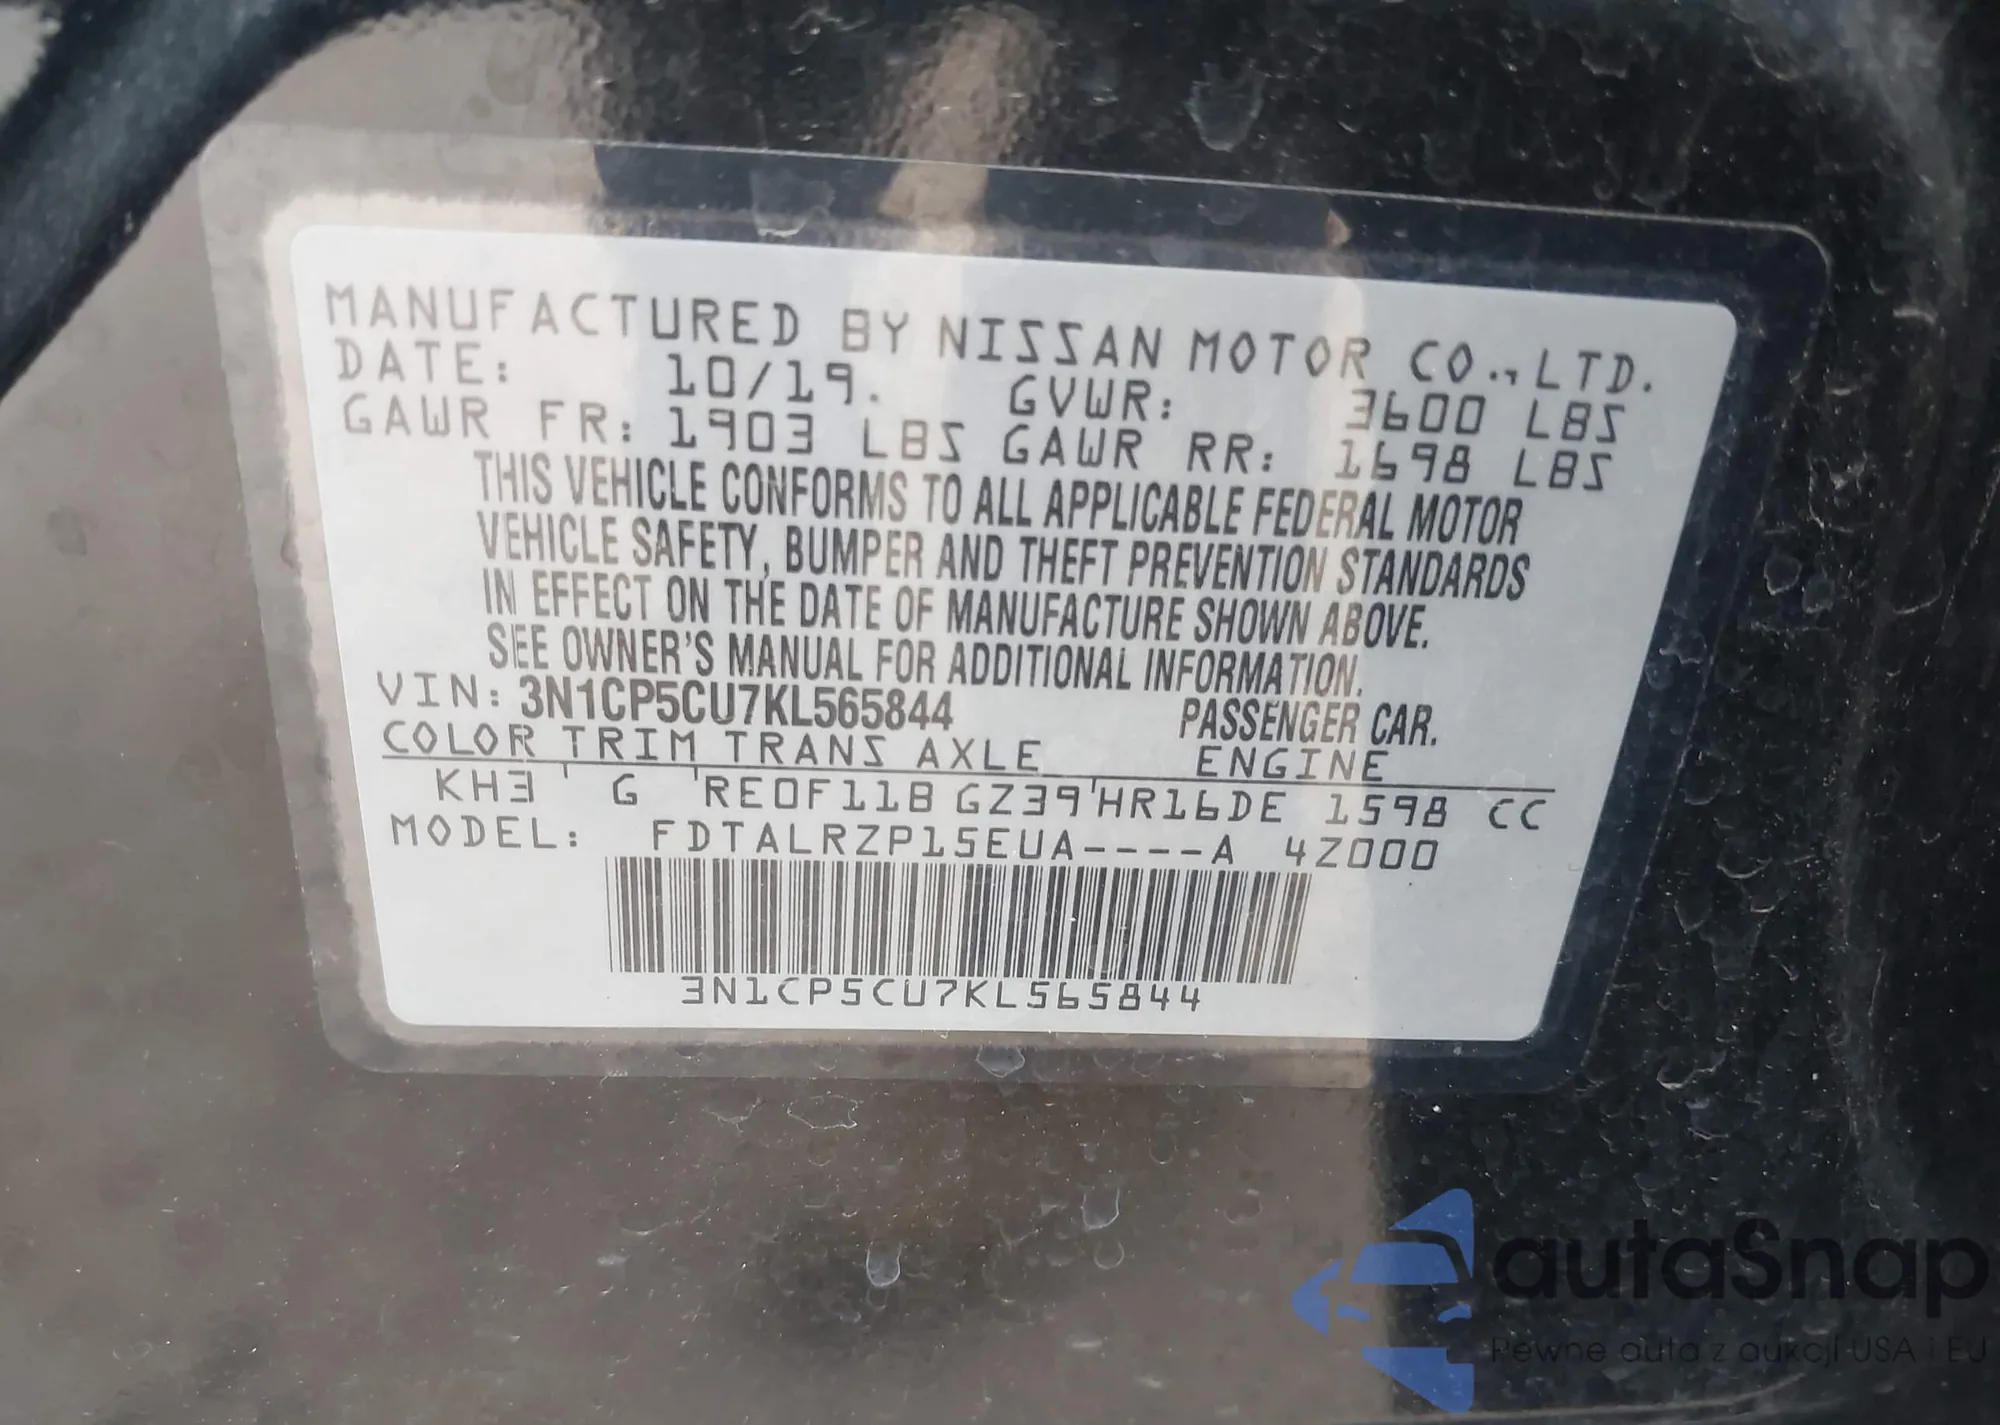 MANUFACTURED BY NISSAN MOTOR CO.,LTD.
DATE: 10/19. GVWR: 3600 LBS
GAWR FR: 1903 LBS GAWR RR: 1698 LBS
THIS VEHICLE CONFORMS TO ALL APPLICABLE FEDERAL MOTOR
VEHICLE SAFETY, BUMPER AND THEFT PREVENTION STANDARDS
IN EFFECT ON THE DATE OF MANUFACTURE SHOWN ABOVE.
SEE OWNER'S MANUAL FOR ADDITIONAL INFORMATION.
VIN: 3N1CP5CU7KL565844 PASSENGER CAR.
COLOR TRIM TRANS AXLE ENGINE
KH3 ' G 'RE0F11B GZ39'HR16DE 1598 CC
MODEL: FDTALRZP15EUA----A 4Z000
3N1CP5CU7KL565844
autaSnap
Pewne auta z aukcji USA i EU